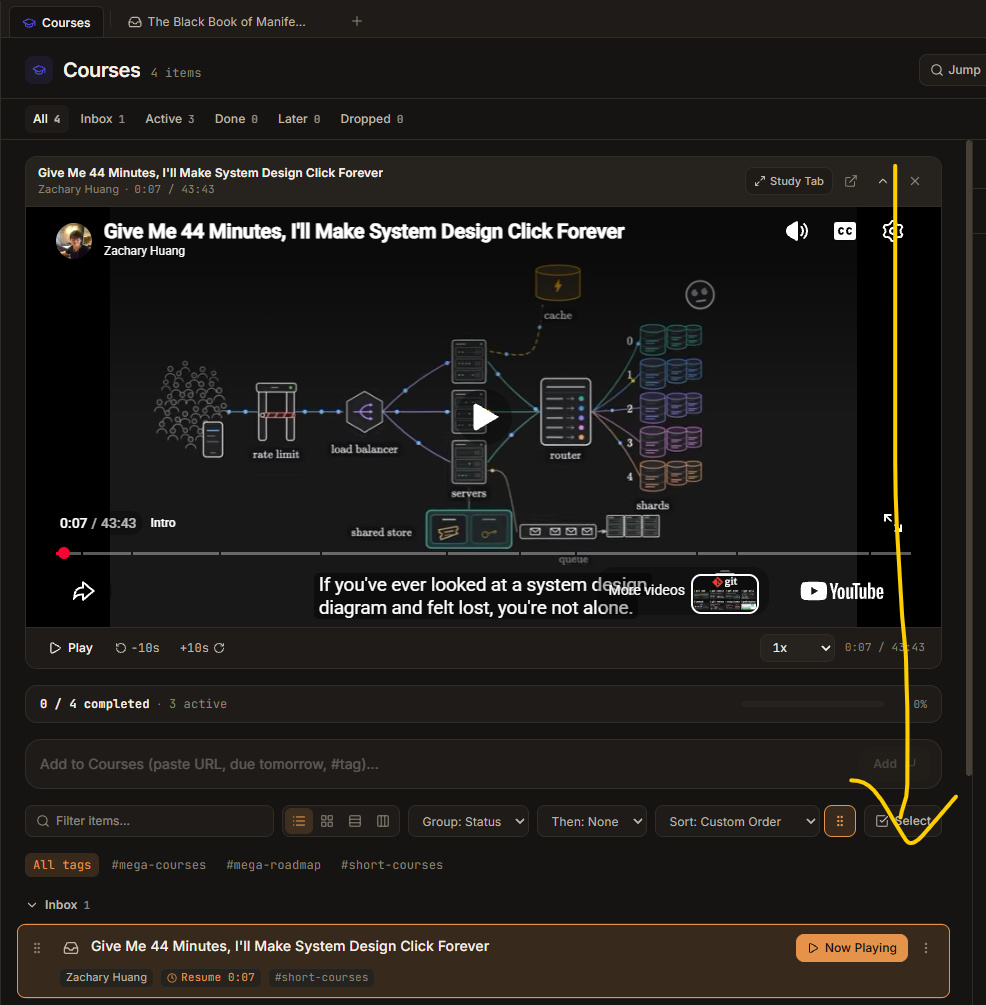 Courses
The Black Book of Manife...
Courses 4 items
Jump
All 4 Inbox 1 Active 3 Done 0 Later 0 Dropped 0
Give Me 44 Minutes, I'll Make System Design Click Forever
Zachary Huang · 0:07 / 43:43
Study Tab
Give Me 44 Minutes, I'll Make System Design Click Forever
Zachary Huang
CC
cache
0
1
2
3
4
rate limit
load balancer
servers
router
shards
shared store
queue
0:07 / 43:43 Intro
If you've ever looked at a system design
diagram and felt lost, you're not alone.
More videos
git
YouTube
Play -10s +10s 1x 0:07 / 43:43
0 / 4 completed · 3 active 0%
Add to Courses (paste URL, due tomorrow, #tag)... Add
Filter items... Group: Status Then: None Sort: Custom Order Select
All tags #mega-courses #mega-roadmap #short-courses
Inbox 1
Give Me 44 Minutes, I'll Make System Design Click Forever
Now Playing
Zachary Huang Resume 0:07 #short-courses